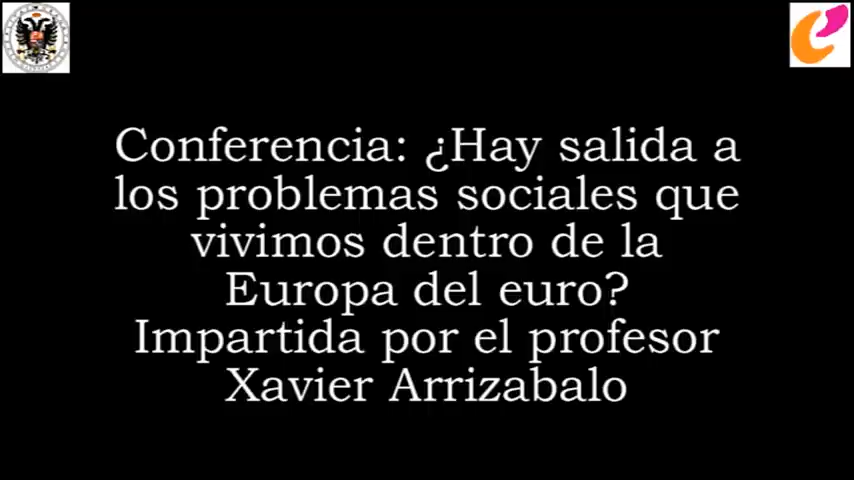 Conferencia: ¿Hay salida a
los problemas sociales que
vivimos dentro de la
Europa del euro?
Impartida por el profesor
Xavier Arrizabalo